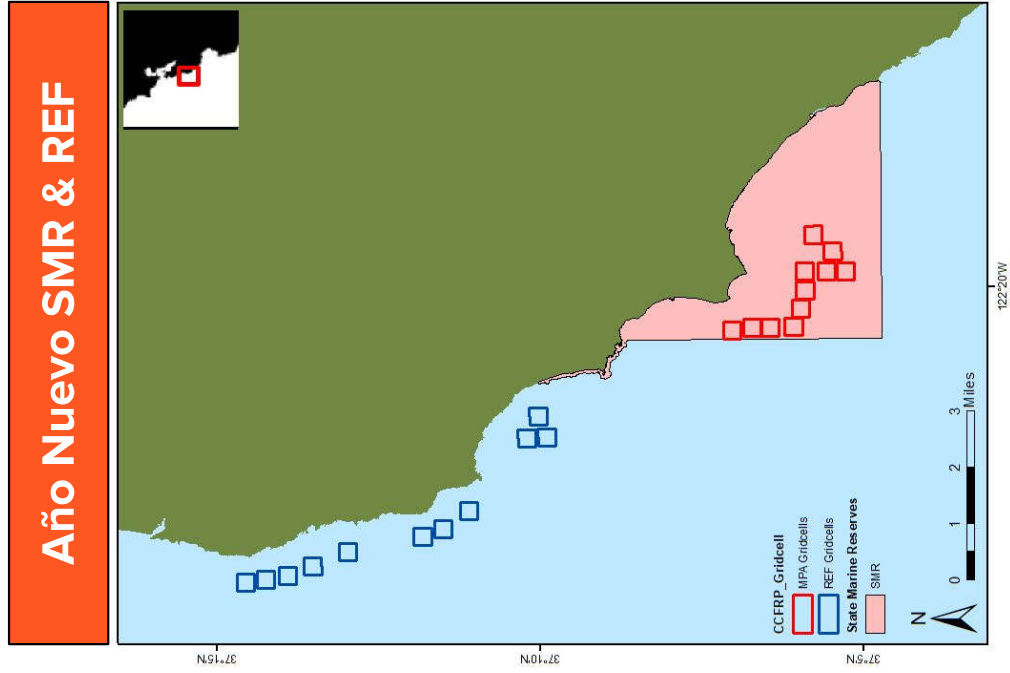 Año Nuevo SMR & REF
CCFRP_Gridcell
MPA Gridcells
REF Gridcells
State Marine Reserves
SMR
N
0 1 2 3 Miles
37°15'N
37°10'N
37°5'N
122°20'W